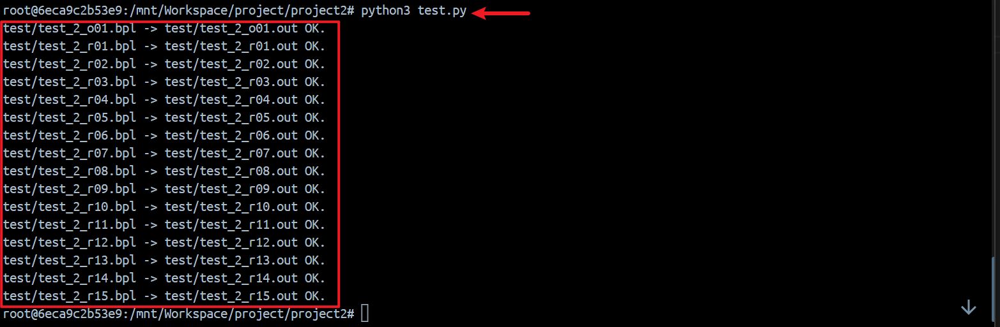 root@6eca9c2b53e9:/mnt/Workspace/project/project2# python3 test.py
test/test_2_o01.bpl -> test/test_2_o01.out OK.
test/test_2_r01.bpl -> test/test_2_r01.out OK.
test/test_2_r02.bpl -> test/test_2_r02.out OK.
test/test_2_r03.bpl -> test/test_2_r03.out OK.
test/test_2_r04.bpl -> test/test_2_r04.out OK.
test/test_2_r05.bpl -> test/test_2_r05.out OK.
test/test_2_r06.bpl -> test/test_2_r06.out OK.
test/test_2_r07.bpl -> test/test_2_r07.out OK.
test/test_2_r08.bpl -> test/test_2_r08.out OK.
test/test_2_r09.bpl -> test/test_2_r09.out OK.
test/test_2_r10.bpl -> test/test_2_r10.out OK.
test/test_2_r11.bpl -> test/test_2_r11.out OK.
test/test_2_r12.bpl -> test/test_2_r12.out OK.
test/test_2_r13.bpl -> test/test_2_r13.out OK.
test/test_2_r14.bpl -> test/test_2_r14.out OK.
test/test_2_r15.bpl -> test/test_2_r15.out OK.
root@6eca9c2b53e9:/mnt/Workspace/project/project2#